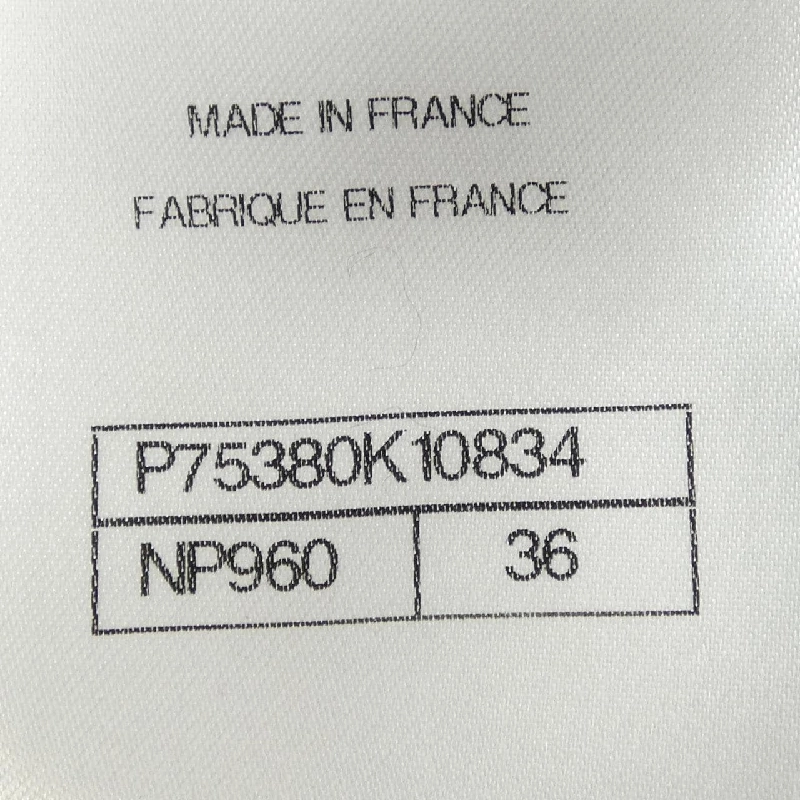 MADE IN FRANCE
FABRIQUE EN FRANCE
P75380K10834
NP960 36